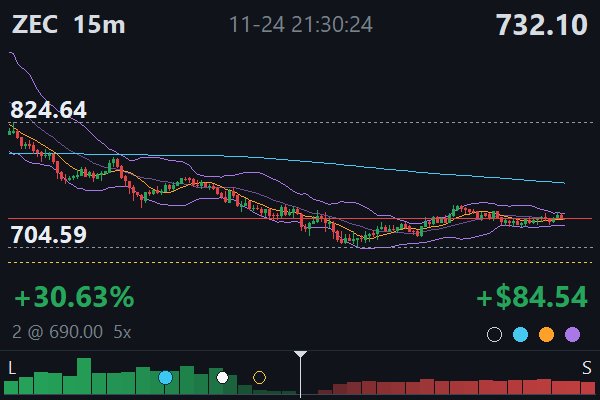 ZEC 15m 11-24 21:30:24 732.10
824.64
704.59
+30.63% +$84.54
2 @ 690.00 5x
L S